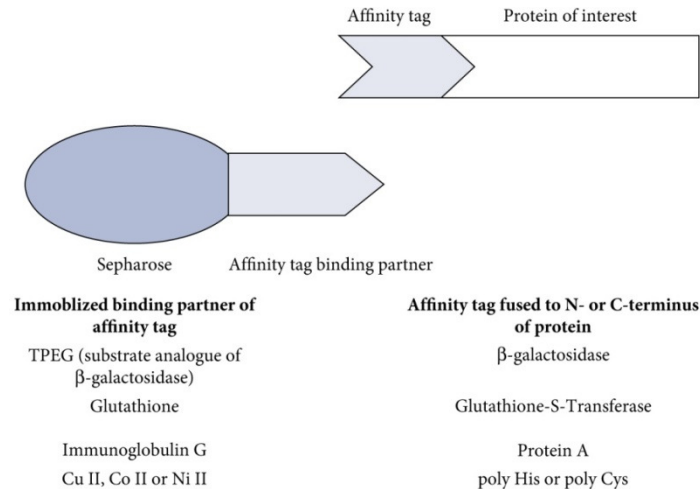 Affinity tag
Protein of interest
Sepharose
Affinity tag binding partner
Immoblized binding partner of
affinity tag
Affinity tag fused to N- or C-terminus
of protein
TPEG (substrate analogue of
β-galactosidase)
β-galactosidase
Glutathione
Glutathione-S-Transferase
Immunoglobulin G
Protein A
Cu II, Co II or Ni II
poly His or poly Cys